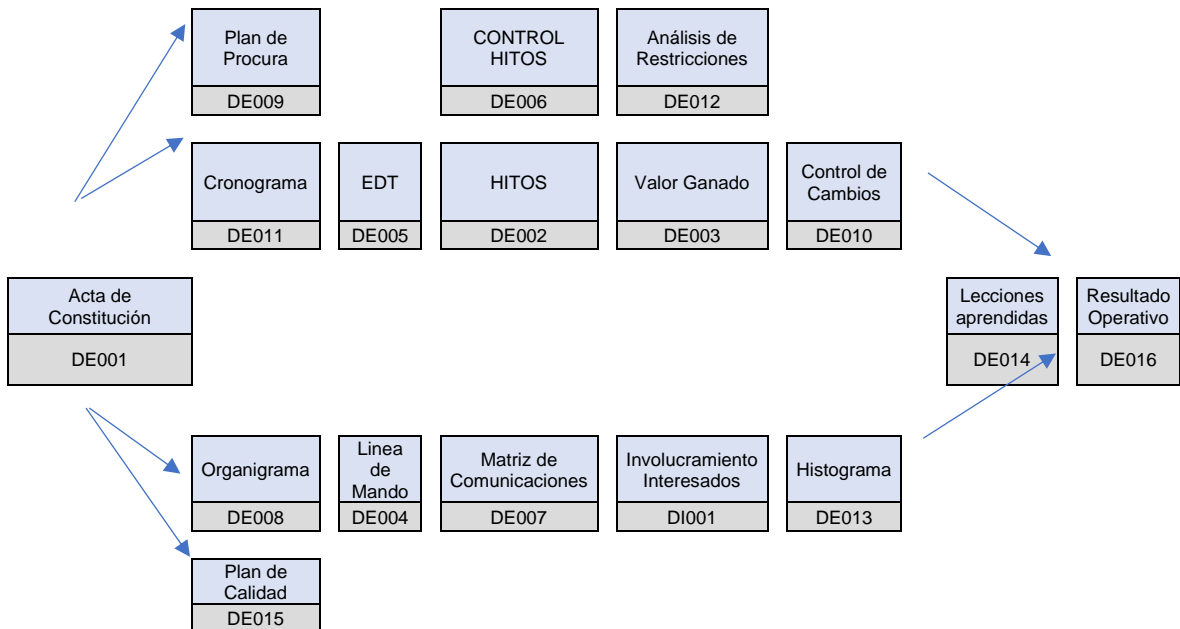 Plan de
Procura
DE009
CONTROL
HITOS
DE006
Análisis de
Restricciones
DE012
Cronograma
DE011
EDT
DE005
HITOS
DE002
Valor Ganado
DE003
Control de
Cambios
DE010
Acta de
Constitución
DE001
Lecciones
aprendidas
DE014
Resultado
Operativo
DE016
Organigrama
DE008
Linea
de
Mando
DE004
Matriz de
Comunicaciones
DE007
Involucramiento
Interesados
DI001
Histograma
DE013
Plan de
Calidad
DE015